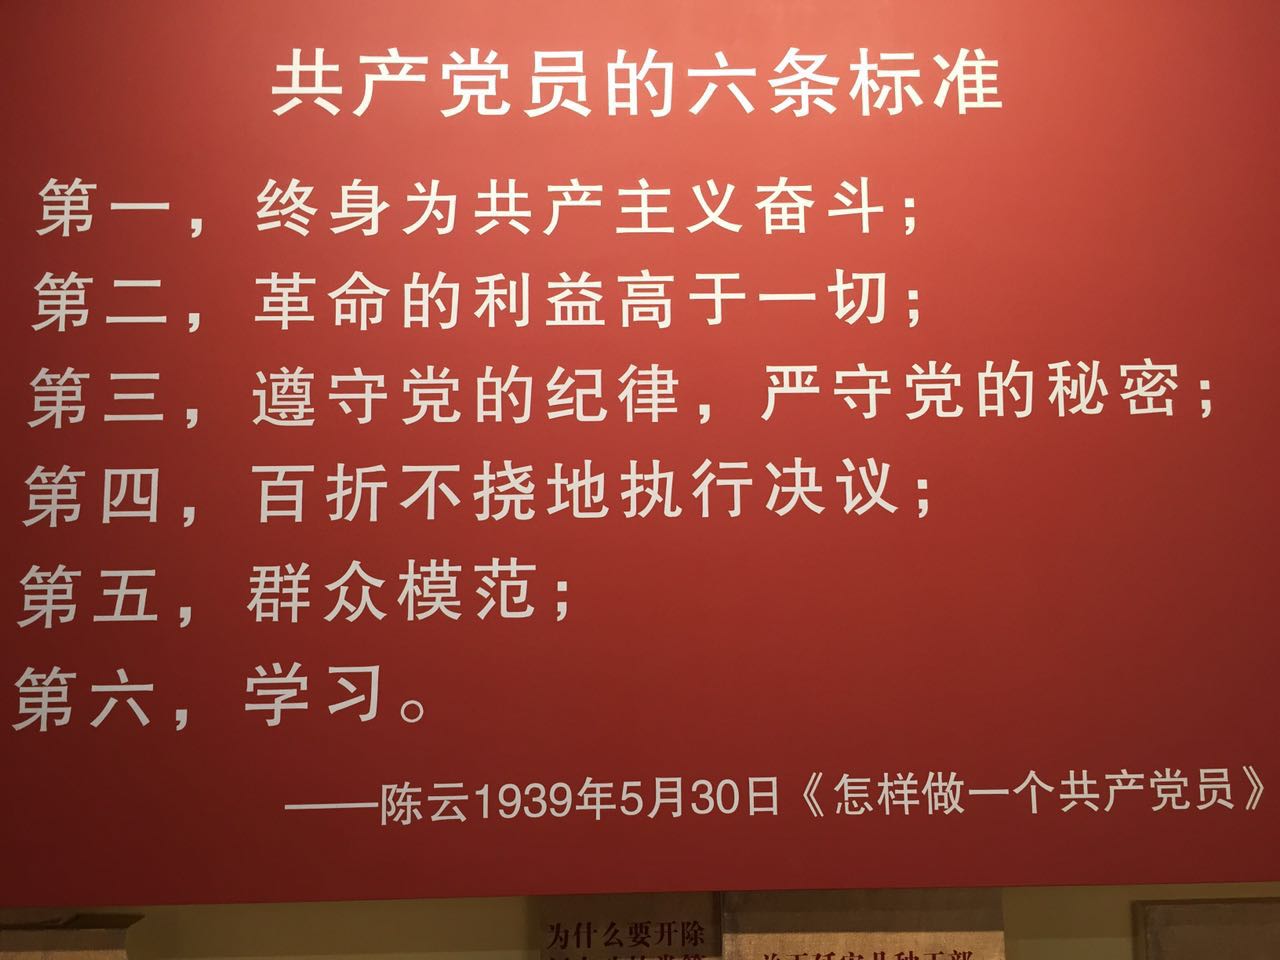 共产党员的六条标准
第一，终身为共产主义奋斗；
第二，革命的利益高于一切；
第三，遵守党的纪律，严守党的秘密；
第四，百折不挠地执行决议；
第五，群众模范；
第六，学习。
——陈云1939年5月30日《怎样做一个共产党员》
为什么要开除